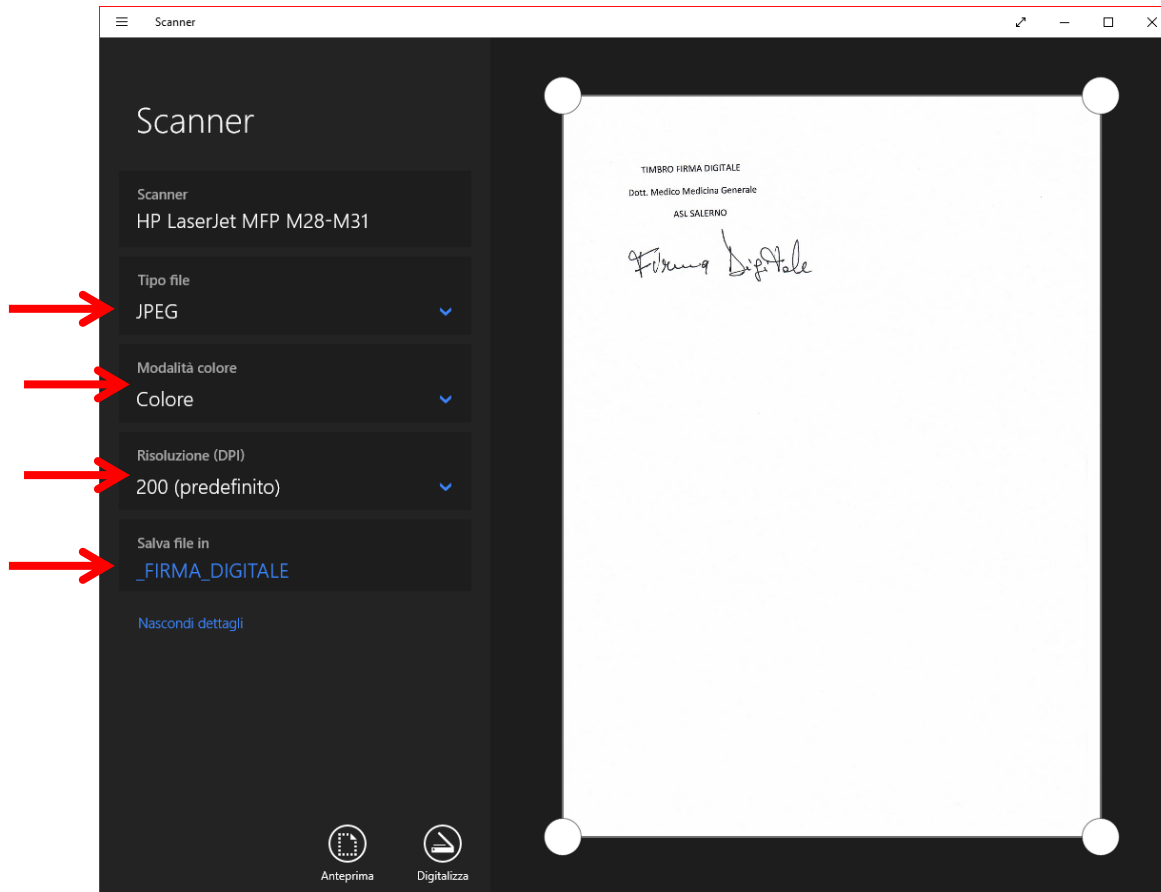 Scanner
Scanner
Scanner
HP LaserJet MFP M28-M31
Tipo file
JPEG
Modalità colore
Colore
Risoluzione (DPI)
200 (predefinito)
Salva file in
_FIRMA_DIGITALE
Nascondi dettagli
Anteprima
Digitalizza
TIMBRO FIRMA DIGITALE
Dott. Medico Medicina Generale
ASL SALERNO
Firma Digitale